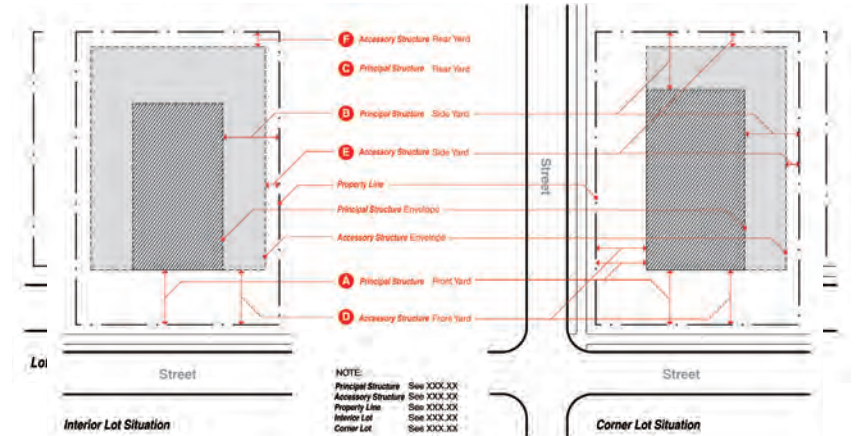 F Accessory Structure Rear Yard
C Principal Structure Rear Yard
B Principal Structure Side Yard
E Accessory Structure Side Yard
Property Line
Principal Structure Envelope
Accessory Structure Envelope
A Principal Structure Front Yard
D Accessory Structure Front Yard
Street
Lo
Street
Street
NOTE:
Principal Structure See XXX.XX
Accessory Structure See XXX.XX
Property Line See XXX.XX
Interior Lot See XXX.XX
Corner Lot See XXX.XX
Interior Lot Situation
Corner Lot Situation